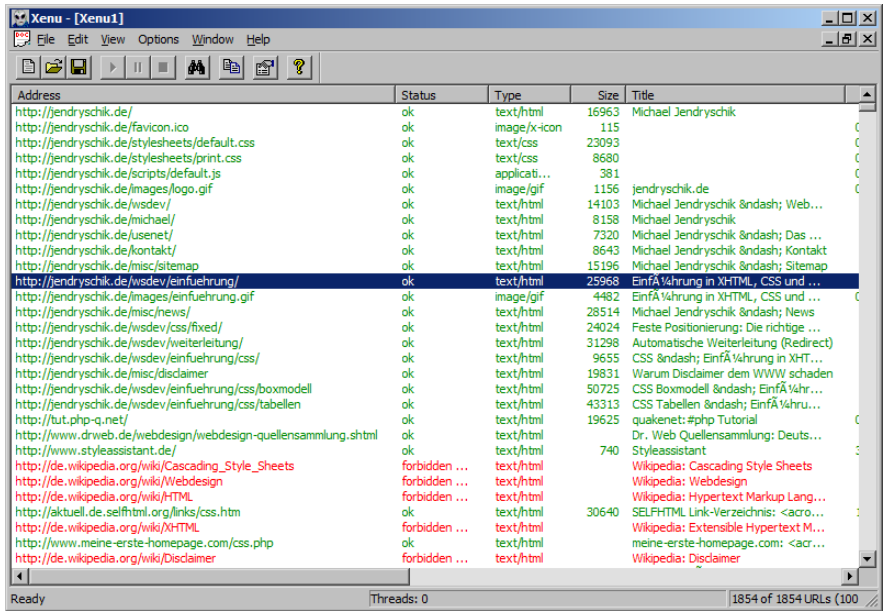 Xenu - [Xenu1]
File Edit View Options Window Help
Address Status Type Size Title
http://jendryschik.de/ ok text/html 16963 Michael Jendryschik
http://jendryschik.de/favicon.ico ok image/x-icon 115
http://jendryschik.de/stylesheets/default.css ok text/css 23093
http://jendryschik.de/stylesheets/print.css ok text/css 8680
http://jendryschik.de/scripts/default.js ok applicati... 381
http://jendryschik.de/images/logo.gif ok image/gif 1156 jendryschik.de
http://jendryschik.de/wsdev/ ok text/html 14103 Michael Jendryschik &ndash; Web...
http://jendryschik.de/michael/ ok text/html 8158 Michael Jendryschik
http://jendryschik.de/usenet/ ok text/html 7320 Michael Jendryschik &ndash; Das ...
http://jendryschik.de/kontakt/ ok text/html 8643 Michael Jendryschik &ndash; Kontakt
http://jendryschik.de/misc/sitemap ok text/html 15196 Michael Jendryschik &ndash; Sitemap
http://jendryschik.de/wsdev/einfuehrung/ ok text/html 25968 EinfÃ¼hrung in XHTML, CSS und ...
http://jendryschik.de/images/einfuehrung.gif ok image/gif 4482 EinfÃ¼hrung in XHTML, CSS und ...
http://jendryschik.de/misc/news/ ok text/html 28514 Michael Jendryschik &ndash; News
http://jendryschik.de/wsdev/css/fixed/ ok text/html 24024 Feste Positionierung: Die richtige ...
http://jendryschik.de/wsdev/weiterleitung/ ok text/html 31298 Automatische Weiterleitung (Redirect)
http://jendryschik.de/wsdev/einfuehrung/css/ ok text/html 9655 CSS &ndash; EinfÃ¼hrung in XHT...
http://jendryschik.de/misc/disclaimer ok text/html 19831 Warum Disclaimer dem WWW schaden
http://jendryschik.de/wsdev/einfuehrung/css/boxmodell ok text/html 50725 CSS Boxmodell &ndash; EinfÃ¼hr...
http://jendryschik.de/wsdev/einfuehrung/css/tabellen ok text/html 43313 CSS Tabellen &ndash; EinfÃ¼hru...
http://tut.php-q.net/ ok text/html 19625 quakenet:#php Tutorial
http://www.drweb.de/webdesign/webdesign-quellensammlung.shtml ok text/html Dr. Web Quellensammlung: Deuts...
http://www.styleassistant.de/ ok text/html 740 Styleassistant
http://de.wikipedia.org/wiki/Cascading_Style_Sheets forbidden ... text/html Wikipedia: Cascading Style Sheets
http://de.wikipedia.org/wiki/Webdesign forbidden ... text/html Wikipedia: Webdesign
http://de.wikipedia.org/wiki/HTML forbidden ... text/html Wikipedia: Hypertext Markup Lang...
http://aktuell.de.selfhtml.org/links/css.htm ok text/html 30640 SELFHTML Link-Verzeichnis: <acro...
http://de.wikipedia.org/wiki/XHTML forbidden ... text/html Wikipedia: Extensible Hypertext M...
http://www.meine-erste-homepage.com/css.php ok text/html meine-erste-homepage.com: <acr...
http://de.wikipedia.org/wiki/Disclaimer forbidden ... text/html Wikipedia: Disclaimer
Ready Threads: 0 1854 of 1854 URLs (100